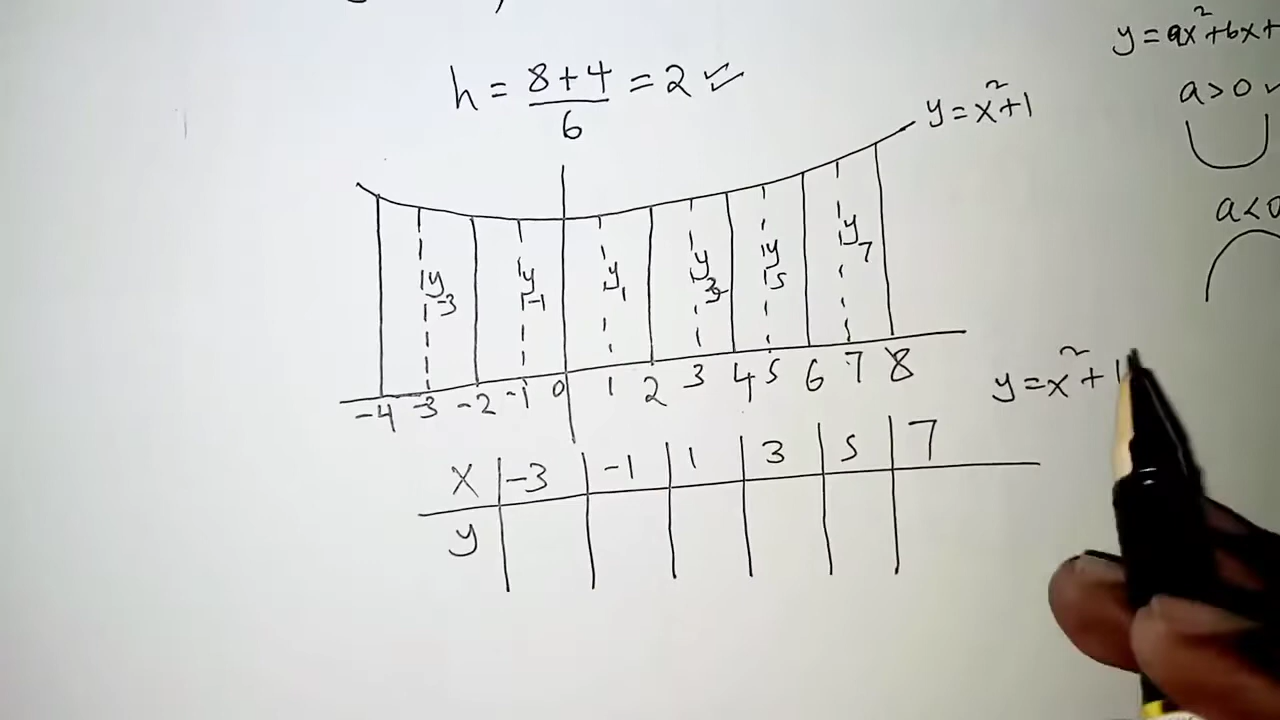 y = ax²+bx+
h = 8+4 / 6 = 2 ✓
a > 0 ✓
y = x²+1
a < 0
y₋₃ y₋₁ y₁ y₃ y₅ y₇
-4 -3 -2 -1 0 1 2 3 4 5 6 7 8
y = x²+1
x -3 -1 1 3 5 7
y